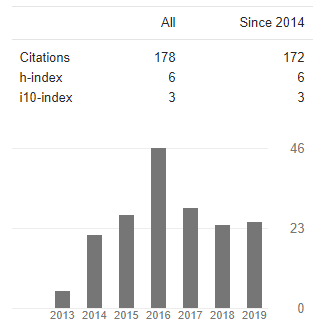 All Since 2014
Citations 178 172
h-index 6 6
i10-index 3 3
46
23
0
2013 2014 2015 2016 2017 2018 2019